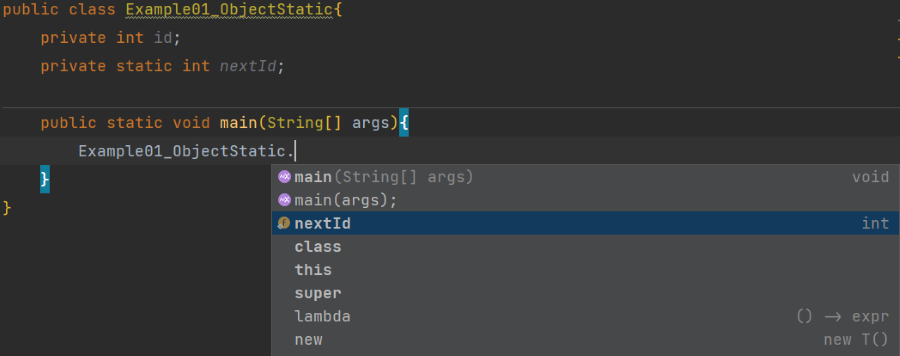 public class Example01_ObjectStatic{
    private int id;
    private static int nextId;
    public static void main(String[] args){
        Example01_ObjectStatic.
    }
main(String[] args) void
main(args);
}
nextId int
class
this
super
lambda () → expr
new new T()